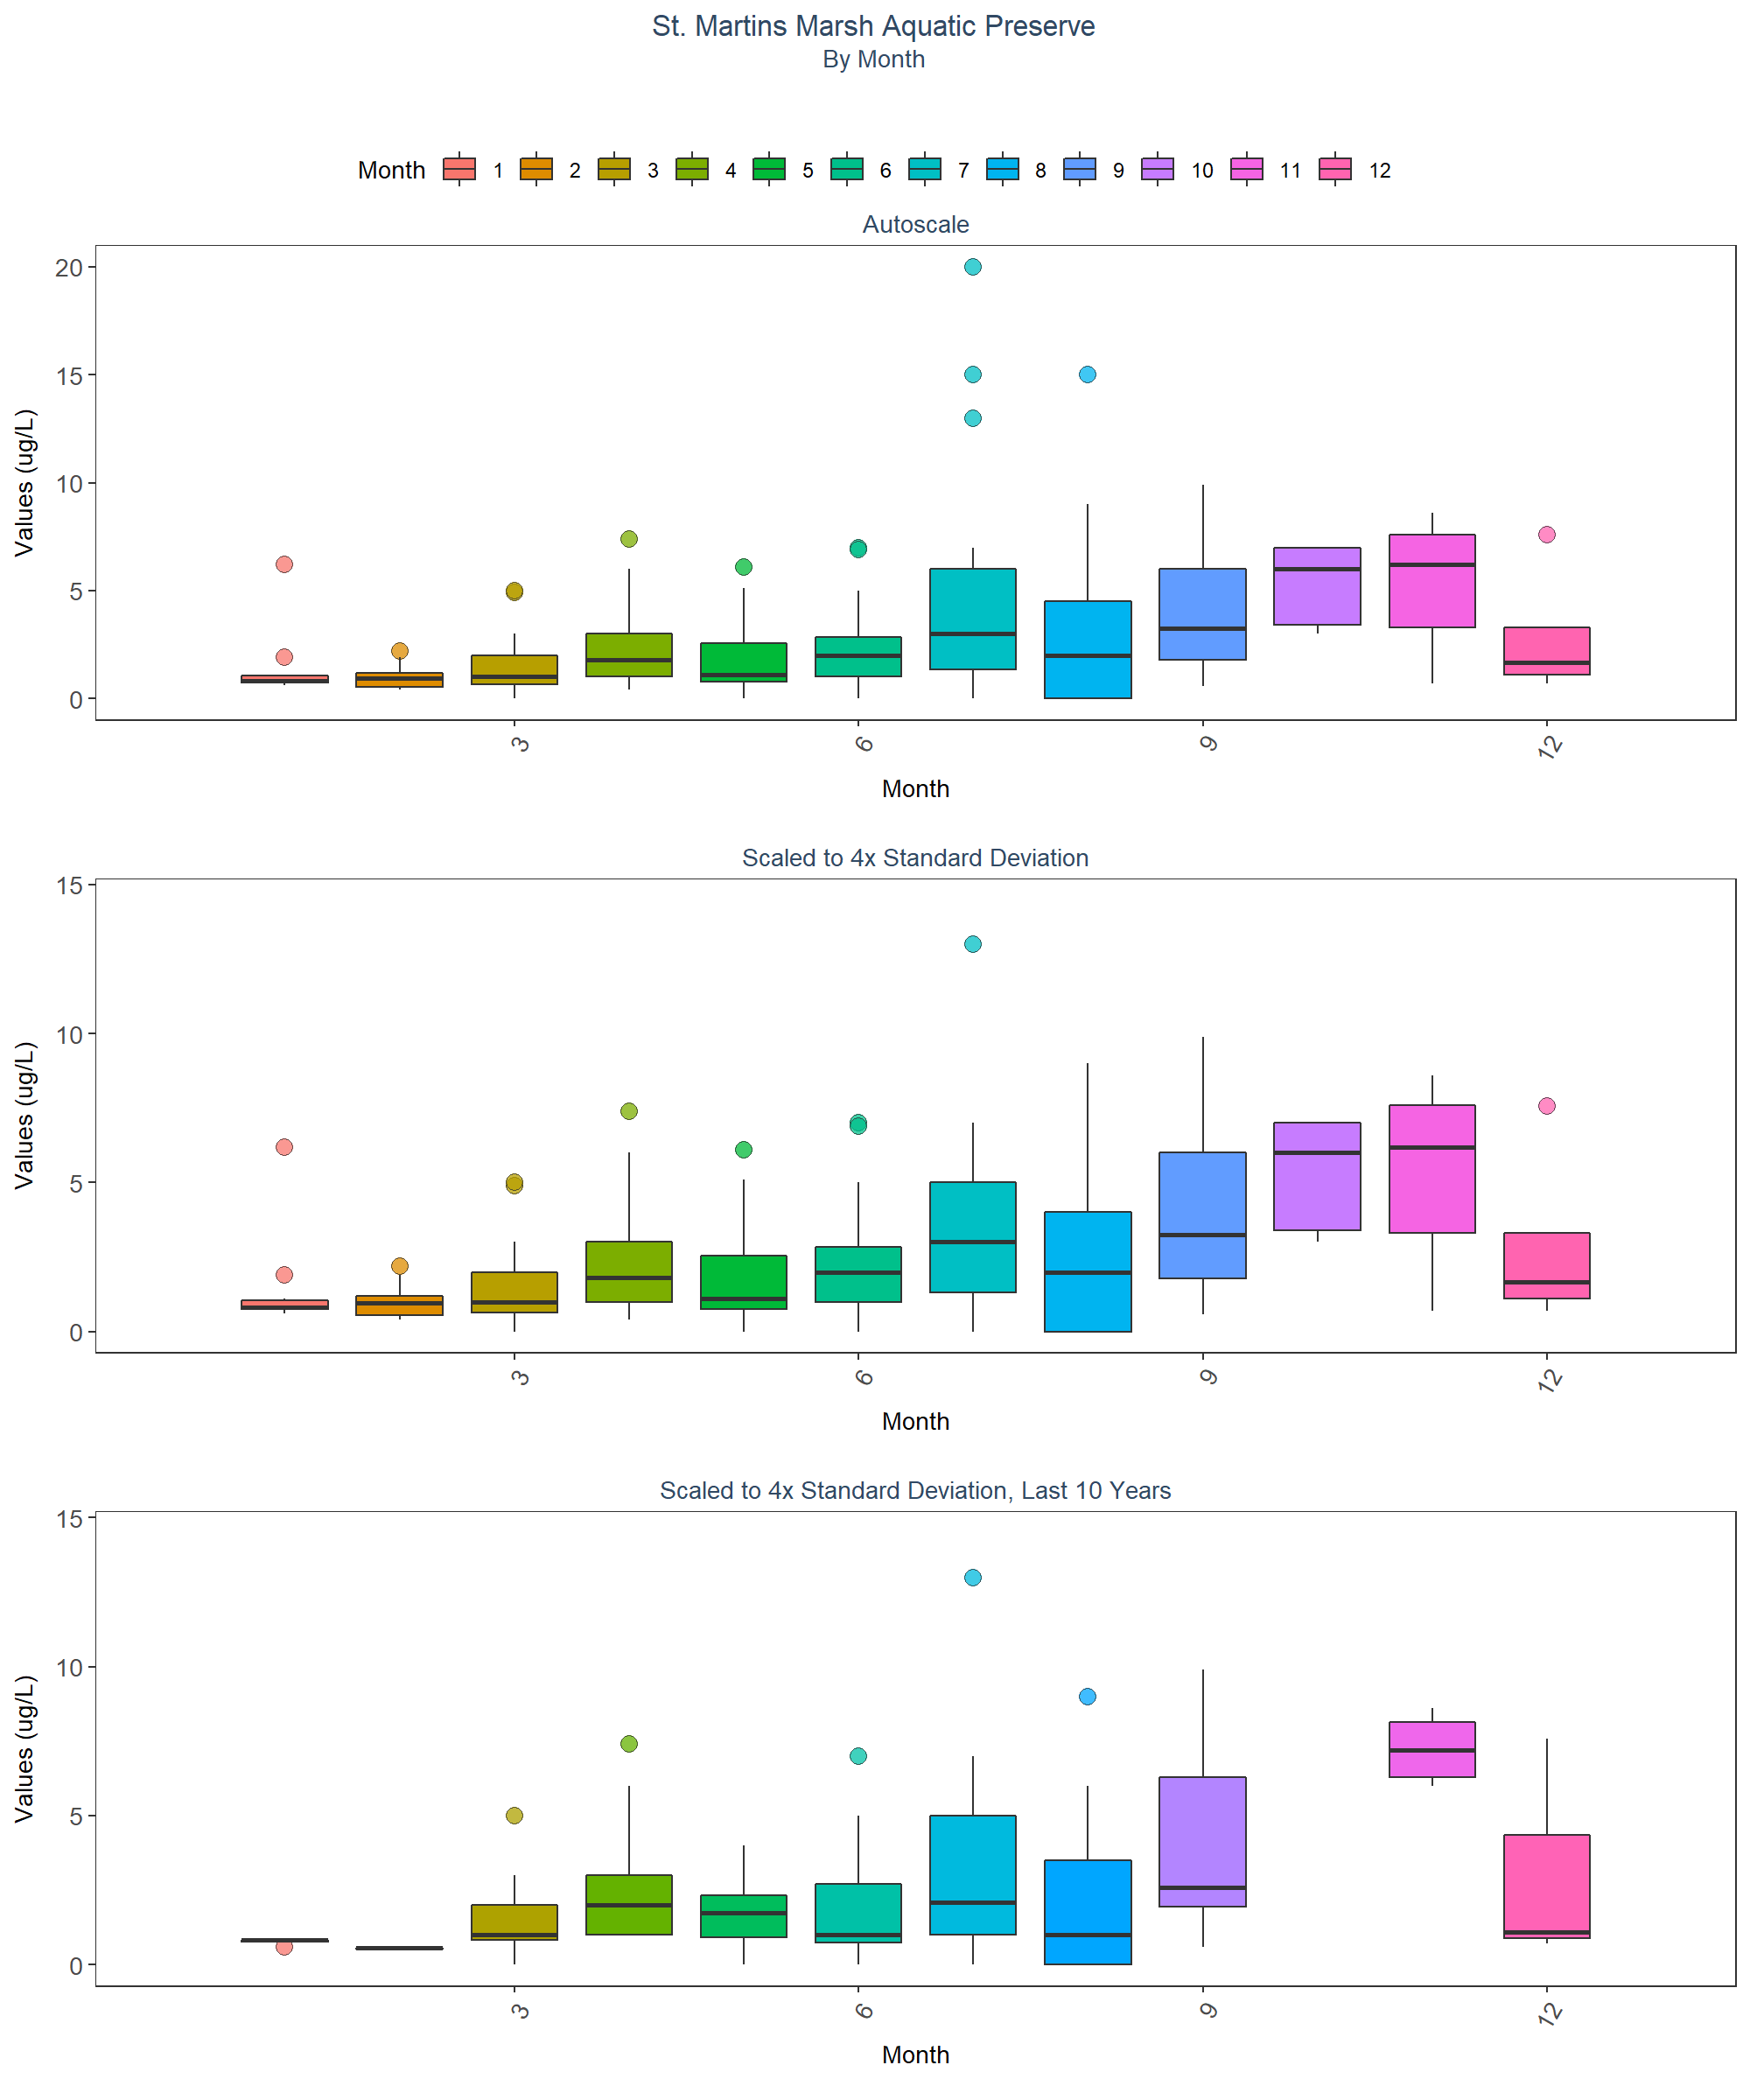 St. Martins Marsh Aquatic Preserve
By Month
Month 1 2 3 4 5 6 7 8 9 10 11 12
Autoscale
Values (ug/L)
20
15
10
5
0
3 6 9 12
Month
Scaled to 4x Standard Deviation
Values (ug/L)
15
10
5
0
3 6 9 12
Month
Scaled to 4x Standard Deviation, Last 10 Years
Values (ug/L)
15
10
5
0
3 6 9 12
Month